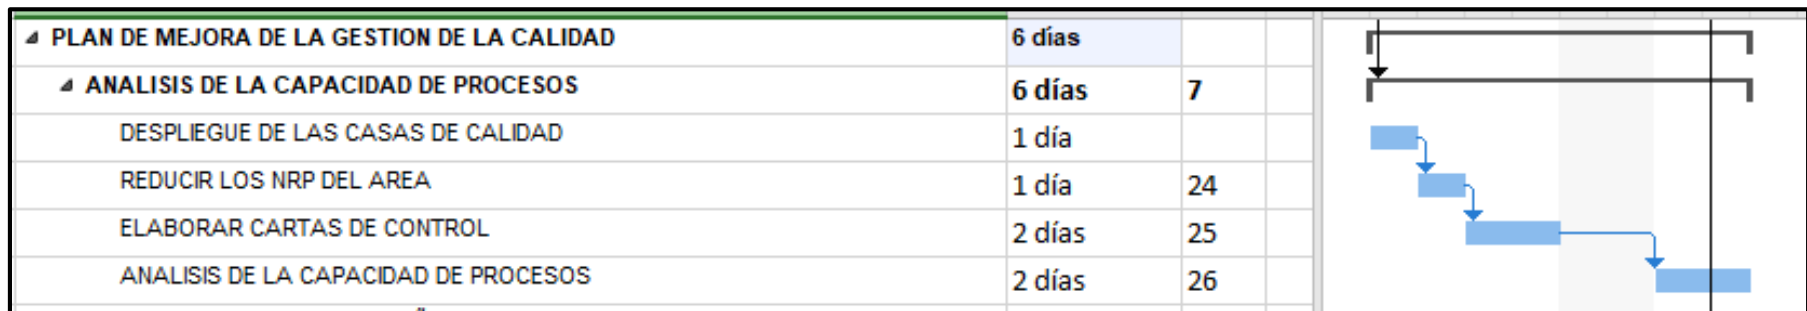 PLAN DE MEJORA DE LA GESTION DE LA CALIDAD 6 días
ANALISIS DE LA CAPACIDAD DE PROCESOS 6 días 7
DESPLIEGUE DE LAS CASAS DE CALIDAD 1 día
REDUCIR LOS NRP DEL AREA 1 día 24
ELABORAR CARTAS DE CONTROL 2 días 25
ANALISIS DE LA CAPACIDAD DE PROCESOS 2 días 26